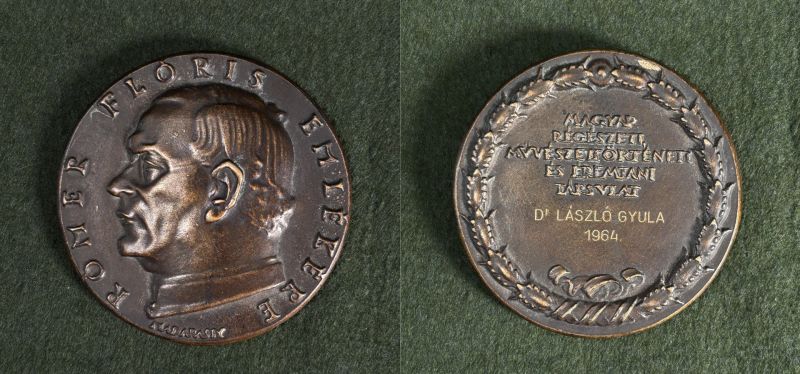 RÓMER FLÓRIS EMLÉKÉRE
MAGYAR
RÉGÉSZETI,
MŰVÉSZETTÖRTÉNETI
ÉS ÉREMTANI
TÁRSULAT
Dr LÁSZLÓ GYULA
1964.